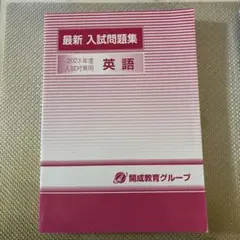 最新 入試問題集
2023年度
入試対策用
英語
開成教育グループ